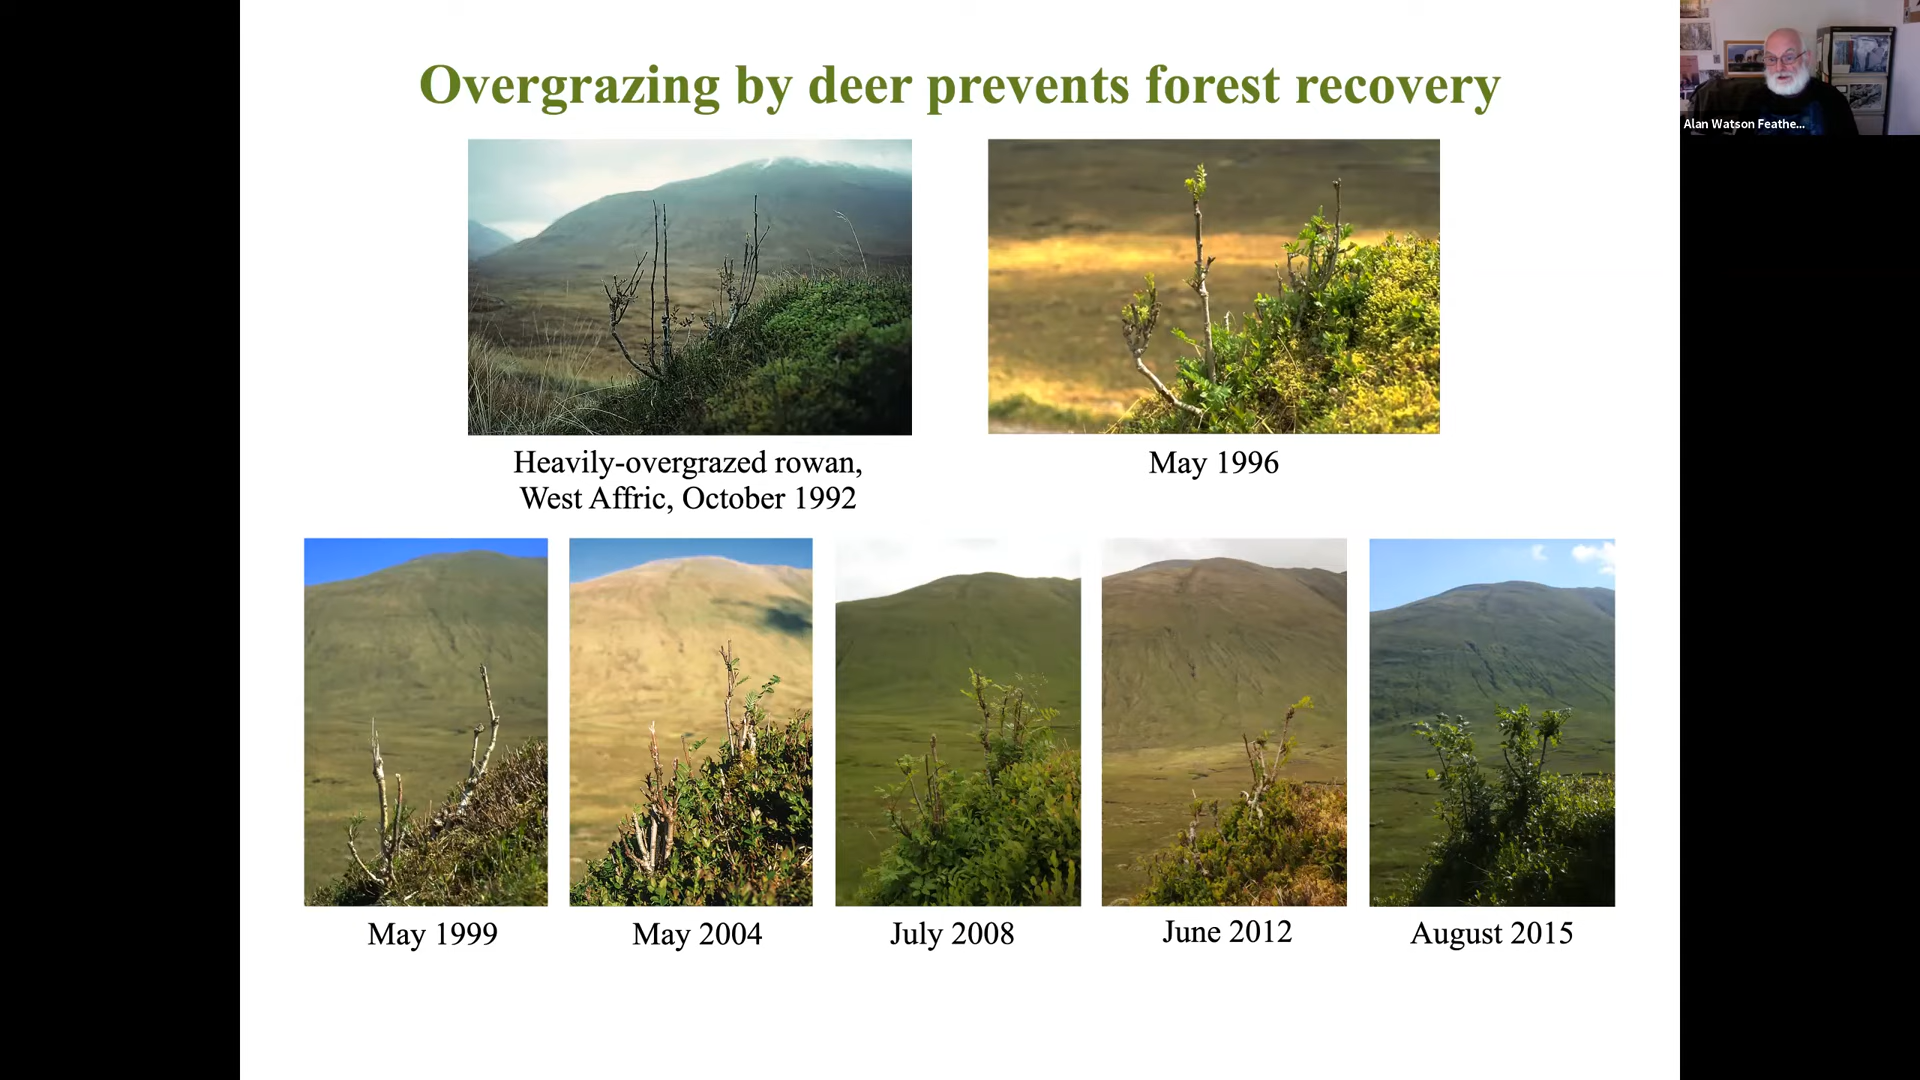 Overgrazing by deer prevents forest recovery
Alan Watson Feathe...
Heavily-overgrazed rowan,
West Affric, October 1992
May 1996
May 1999
May 2004
July 2008
June 2012
August 2015